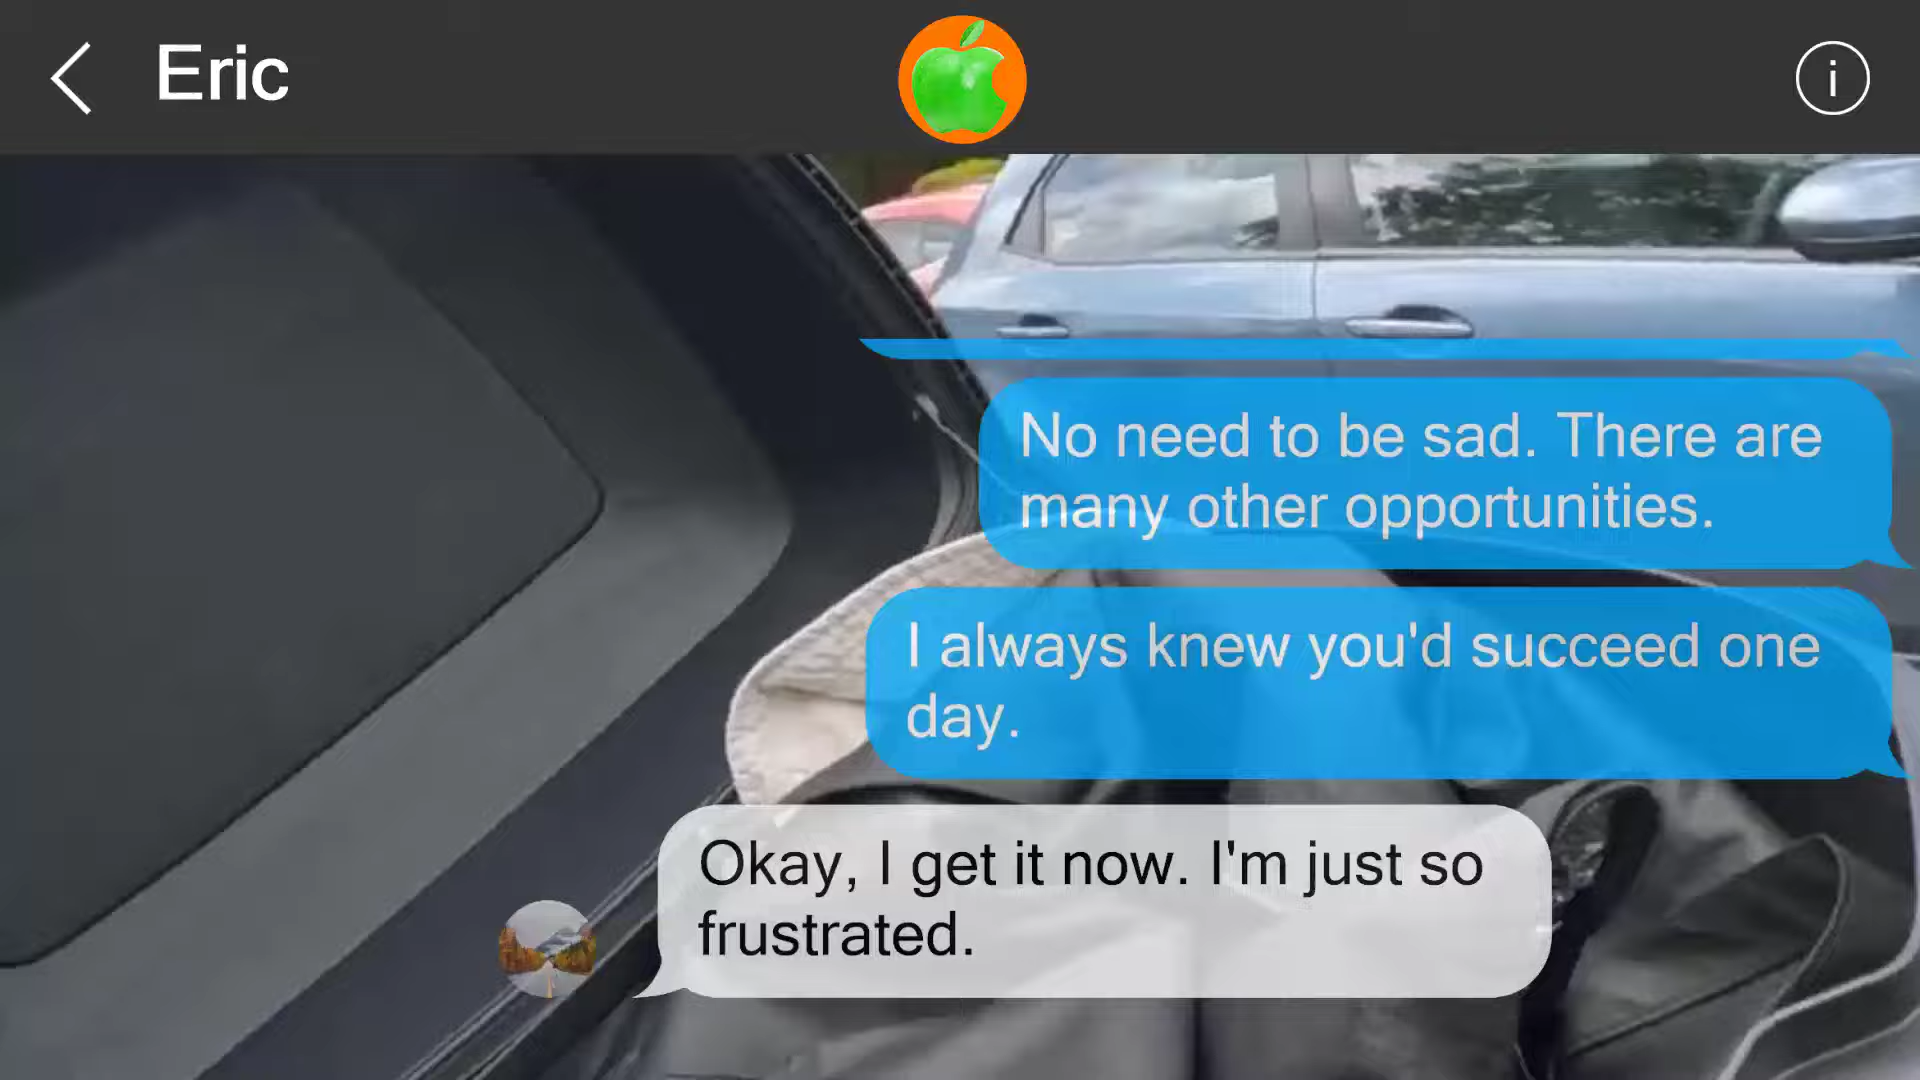 Eric
No need to be sad. There are
many other opportunities.
I always knew you'd succeed one
day.
Okay, I get it now. I'm just so
frustrated.